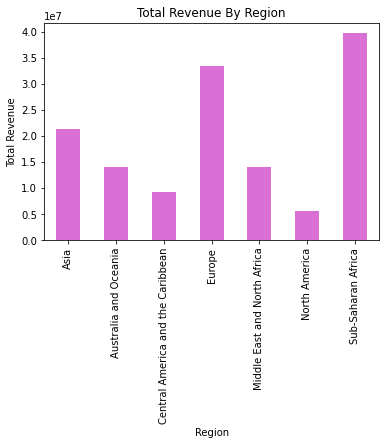 Total Revenue By Region
1e7
Total Revenue
4.0
3.5
3.0
2.5
2.0
1.5
1.0
0.5
0.0
Asia
Australia and Oceania
Central America and the Caribbean
Europe
Middle East and North Africa
North America
Sub-Saharan Africa
Region